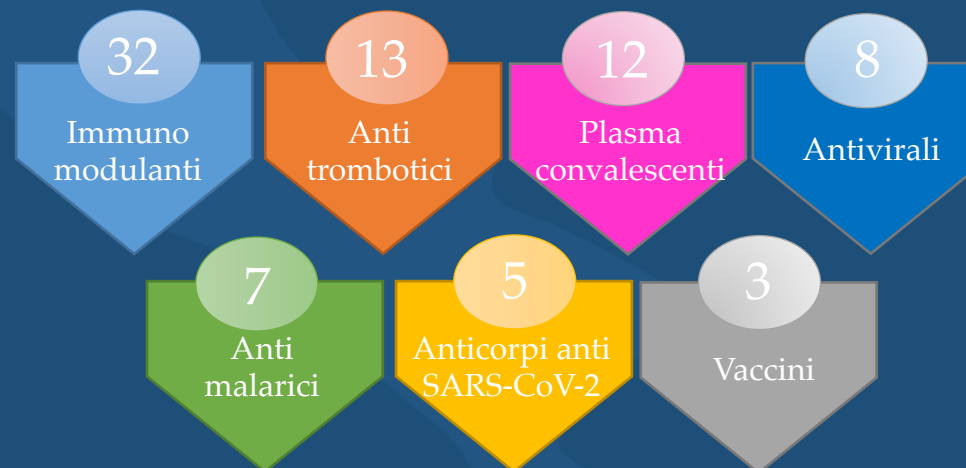 32
Immuno
modulanti
13
Anti
trombotici
12
Plasma
convalescenti
8
Antivirali
7
Anti
malarici
5
Anticorpi anti
SARS-CoV-2
3
Vaccini